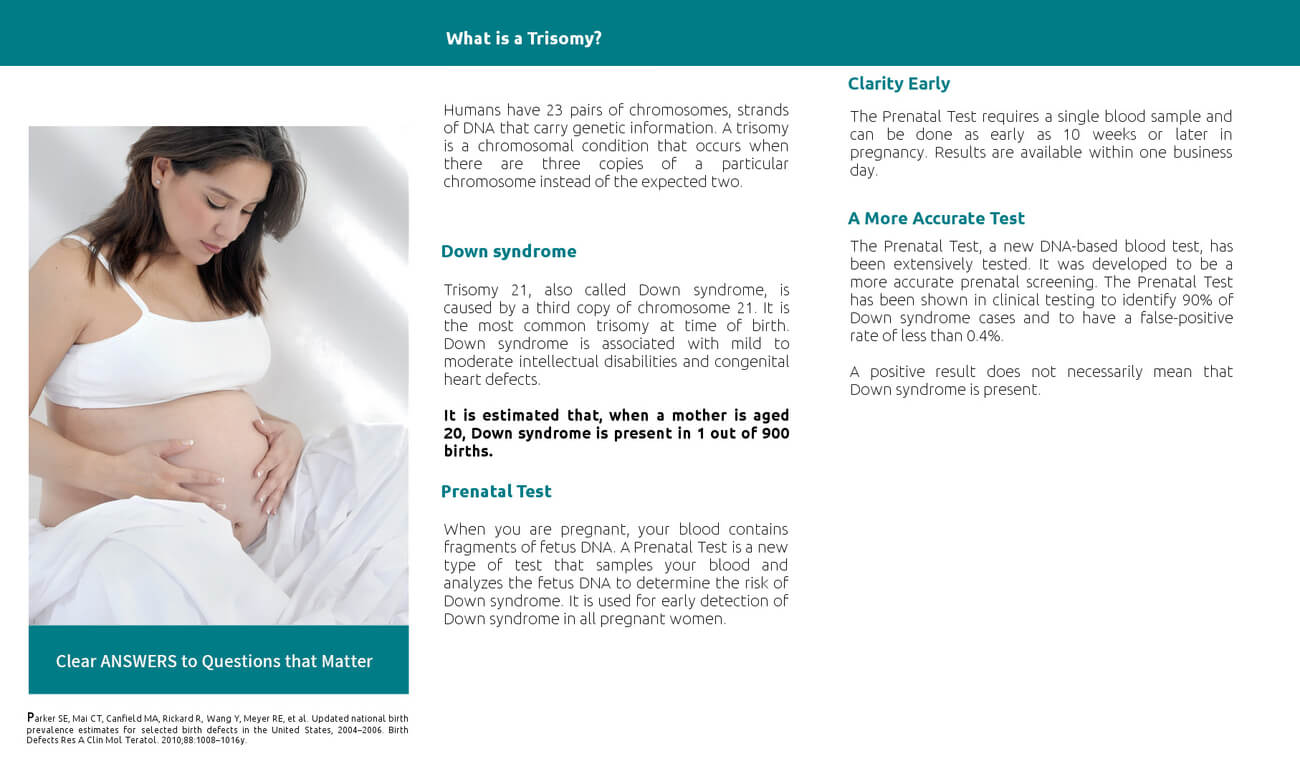 What is a Trisomy?
Humans have 23 pairs of chromosomes, strands
of DNA that carry genetic information. A trisomy
is a chromosomal condition that occurs when
there are three copies of a particular
chromosome instead of the expected two.
Down syndrome
Trisomy 21, also called Down syndrome, is
caused by a third copy of chromosome 21. It is
the most common trisomy at time of birth.
Down syndrome is associated with mild to
moderate intellectual disabilities and congenital
heart defects.
It is estimated that, when a mother is aged
20, Down syndrome is present in 1 out of 900
births.
Prenatal Test
When you are pregnant, your blood contains
fragments of fetus DNA. A Prenatal Test is a new
type of test that samples your blood and
analyzes the fetus DNA to determine the risk of
Down syndrome. It is used for early detection of
Down syndrome in all pregnant women.
Clarity Early
The Prenatal Test requires a single blood sample and
can be done as early as 10 weeks or later in
pregnancy. Results are available within one business
day.
A More Accurate Test
The Prenatal Test, a new DNA-based blood test, has
been extensively tested. It was developed to be a
more accurate prenatal screening. The Prenatal Test
has been shown in clinical testing to identify 90% of
Down syndrome cases and to have a false-positive
rate of less than 0.4%.
A positive result does not necessarily mean that
Down syndrome is present.
Clear ANSWERS to Questions that Matter
Parker SE, Mai CT, Canfield MA, Rickard R, Wang Y, Meyer RE, et al. Updated national birth
prevalence estimates for selected birth defects in the United States, 2004–2006. Birth
Defects Res A Clin Mol Teratol. 2010;88:1008–1016y.